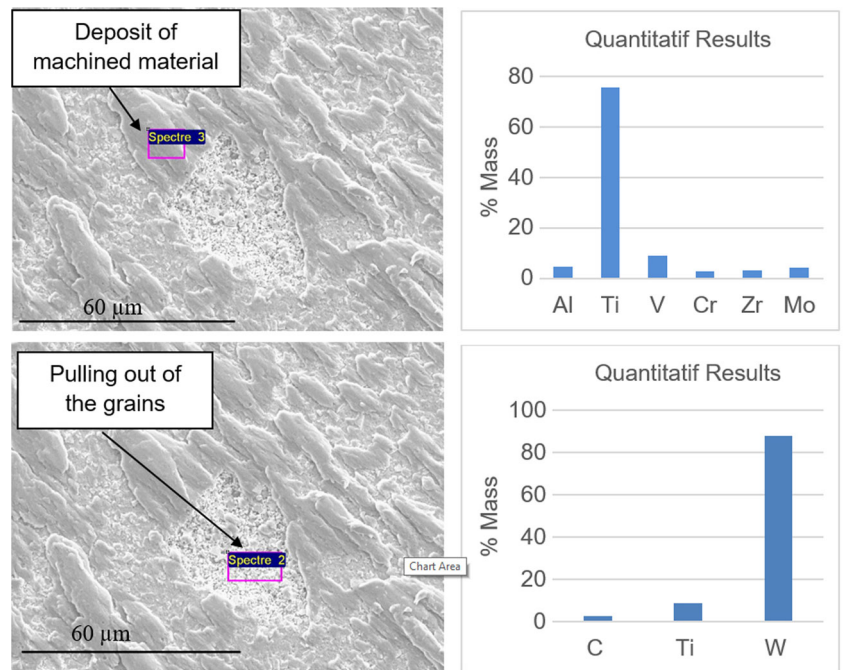 Deposit of
machined material
Spectre 3
60 µm
Quantitatif Results
% Mass
80
60
40
20
0
Al Ti V Cr Zr Mo
Pulling out of
the grains
Spectre 2
Chart Area
60 µm
Quantitatif Results
% Mass
100
80
60
40
20
0
C Ti W